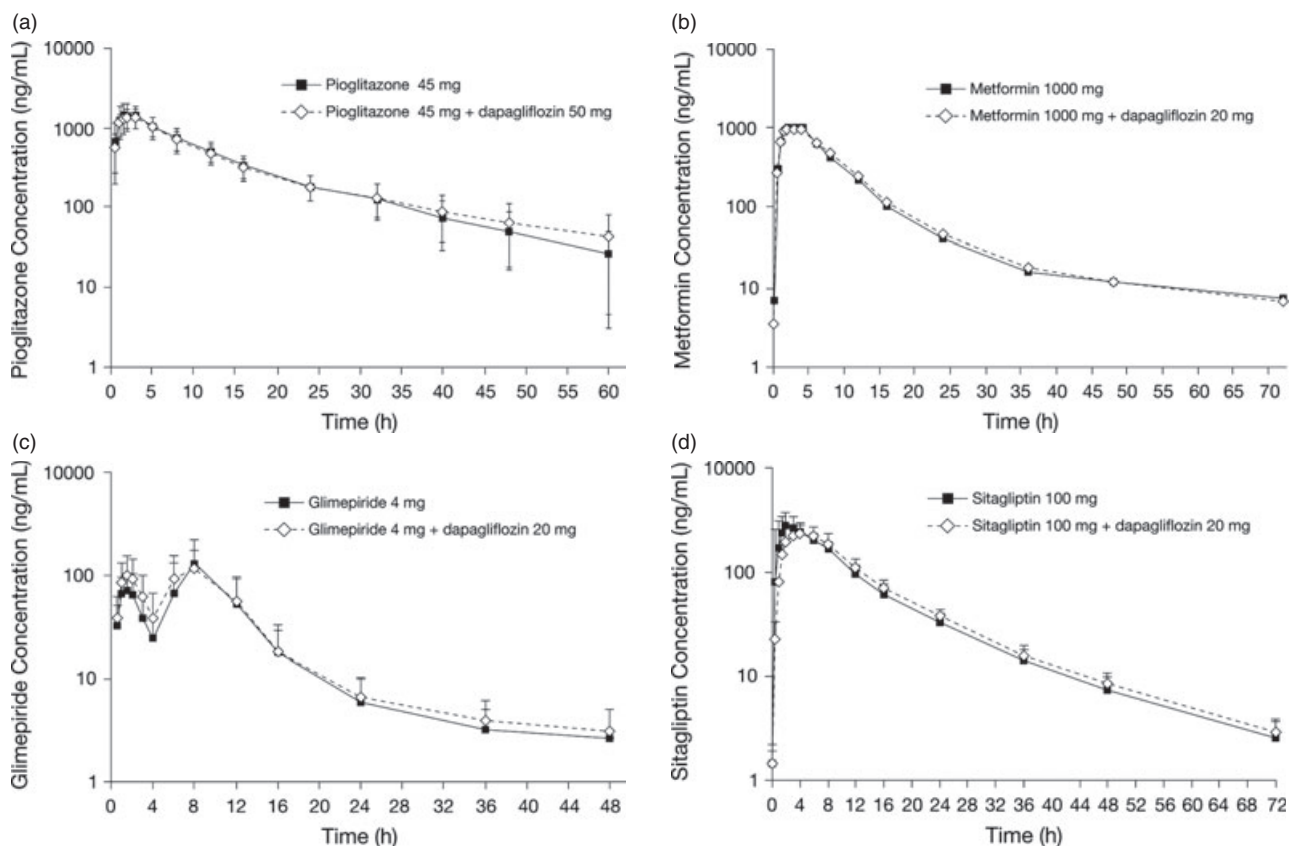 (a)
Pioglitazone Concentration (ng/mL)
10000
1000
100
10
1
Pioglitazone 45 mg
Pioglitazone 45 mg + dapagliflozin 50 mg
0 5 10 15 20 25 30 35 40 45 50 55 60
Time (h)
(b)
Metformin Concentration (ng/mL)
10000
1000
100
10
1
Metformin 1000 mg
Metformin 1000 mg + dapagliflozin 20 mg
0 5 10 15 20 25 30 35 40 45 50 55 60 65 70
Time (h)
(c)
Glimepiride Concentration (ng/mL)
10000
100
10
1
Glimepiride 4 mg
Glimepiride 4 mg + dapagliflozin 20 mg
0 4 8 12 16 20 24 28 32 36 40 44 48
Time (h)
(d)
Sitagliptin Concentration (ng/mL)
10000
100
10
1
Sitagliptin 100 mg
Sitagliptin 100 mg + dapagliflozin 20 mg
0 4 8 12 16 20 24 28 32 36 40 44 48 52 56 60 64 68 72
Time (h)